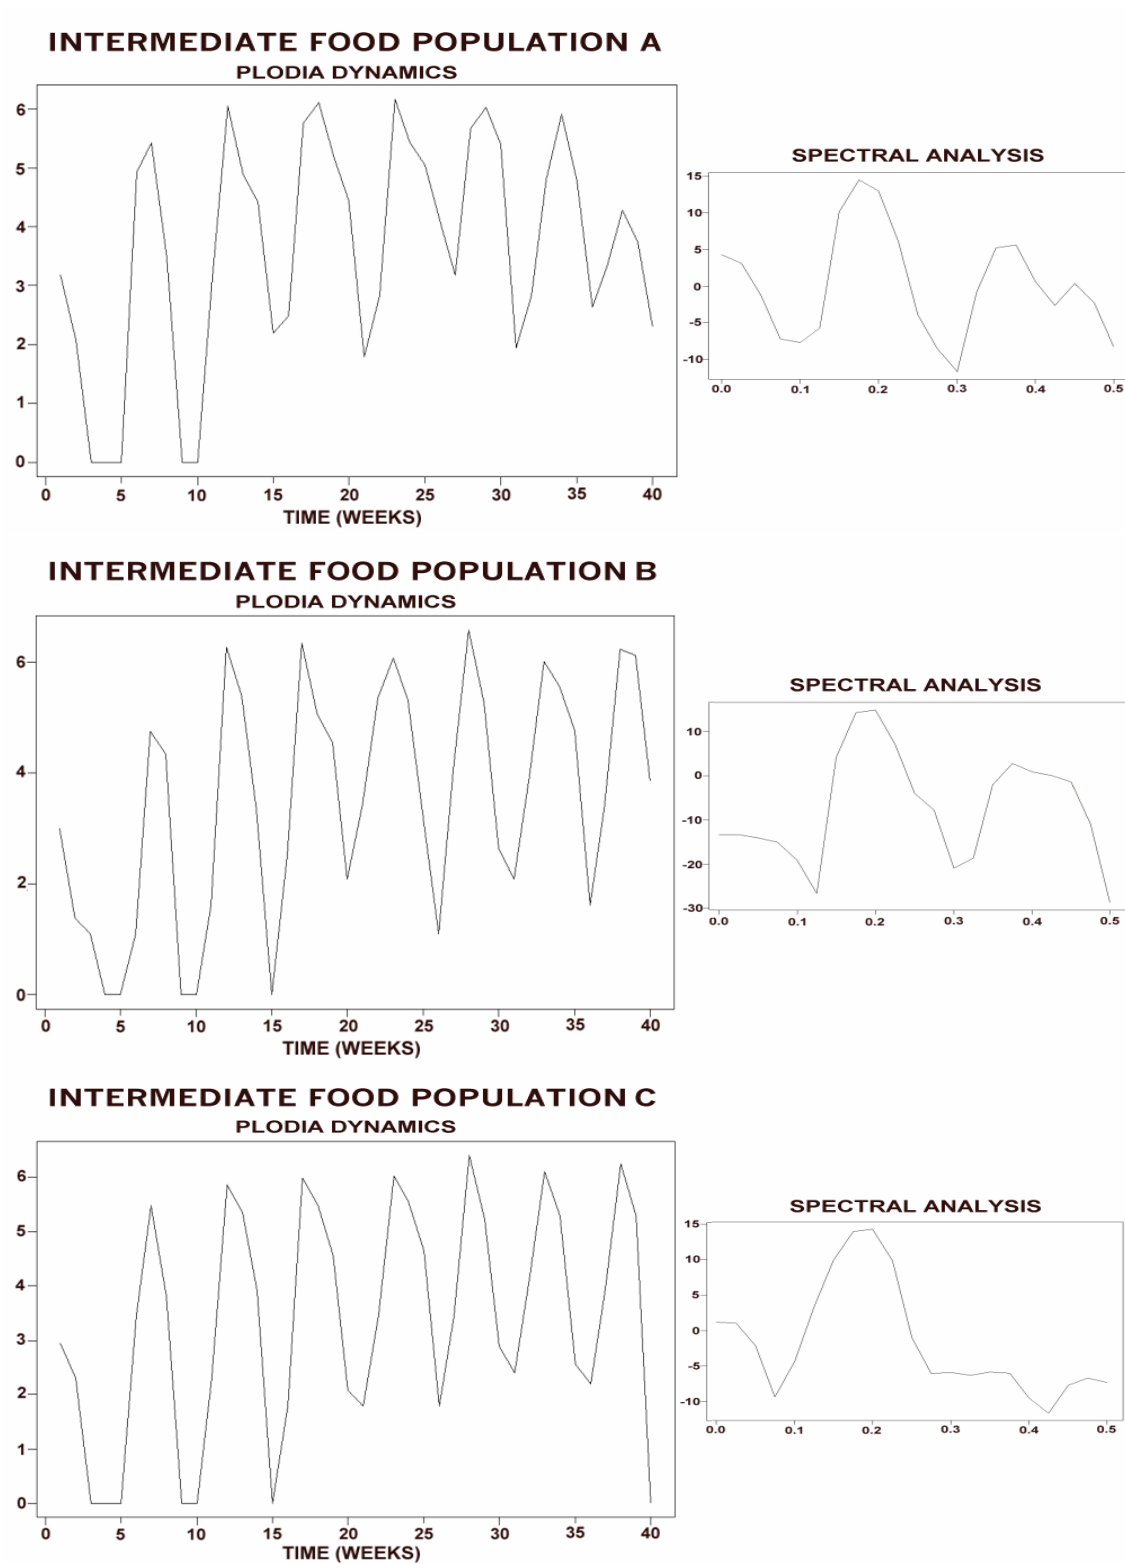 INTERMEDIATE FOOD POPULATION A
PLODIA DYNAMICS
6
5
4
3
2
1
0
0 5 10 15 20 25 30 35 40
TIME (WEEKS)
SPECTRAL ANALYSIS
15
10
5
0
-5
-10
0.0 0.1 0.2 0.3 0.4 0.5
INTERMEDIATE FOOD POPULATION B
PLODIA DYNAMICS
6
4
2
0
0 5 10 15 20 25 30 35 40
TIME (WEEKS)
SPECTRAL ANALYSIS
10
0
-10
-20
-30
0.0 0.1 0.2 0.3 0.4 0.5
INTERMEDIATE FOOD POPULATION C
PLODIA DYNAMICS
6
5
4
3
2
1
0
0 5 10 15 20 25 30 35 40
TIME (WEEKS)
SPECTRAL ANALYSIS
15
10
5
0
-5
-10
0.0 0.1 0.2 0.3 0.4 0.5